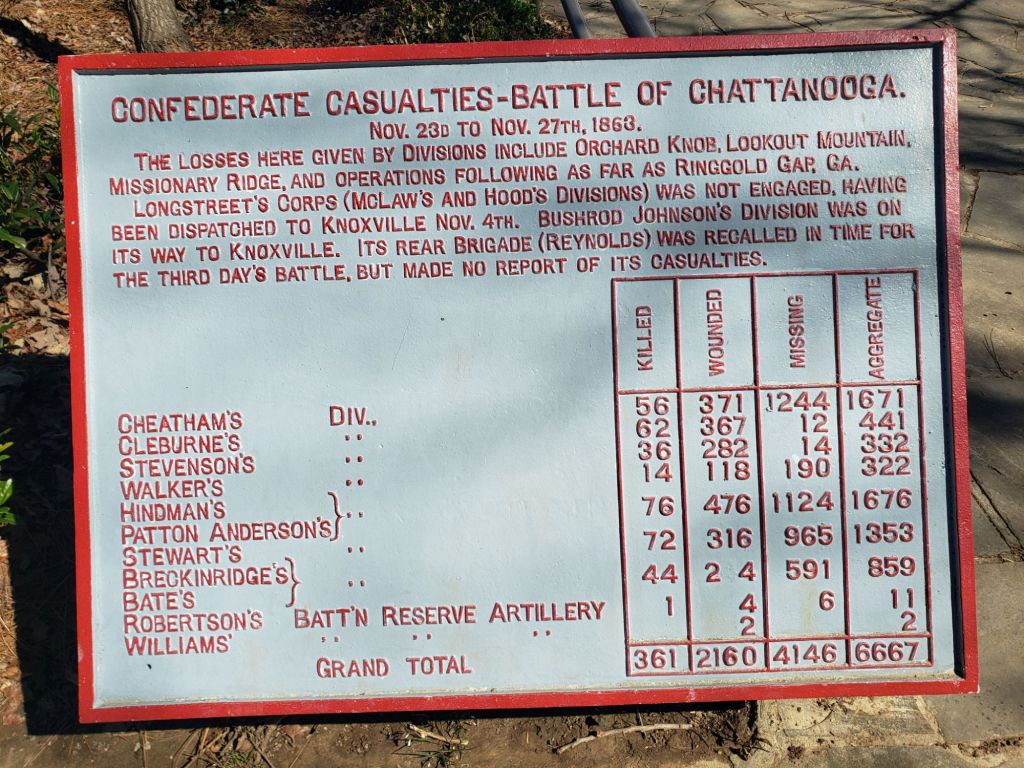 CONFEDERATE CASUALTIES-BATTLE OF CHATTANOOGA.
NOV. 23D TO NOV. 27TH, 1863.
THE LOSSES HERE GIVEN BY DIVISIONS INCLUDE ORCHARD KNOB, LOOKOUT MOUNTAIN,
MISSIONARY RIDGE, AND OPERATIONS FOLLOWING AS FAR AS RINGGOLD GAP, GA.
LONGSTREET'S CORPS (MCLAW'S AND HOOD'S DIVISIONS) WAS NOT ENGAGED, HAVING
BEEN DISPATCHED TO KNOXVILLE NOV. 4TH. BUSHROD JOHNSON'S DIVISION WAS ON
ITS WAY TO KNOXVILLE. ITS REAR BRIGADE (REYNOLDS) WAS RECALLED IN TIME FOR
THE THIRD DAY'S BATTLE, BUT MADE NO REPORT OF ITS CASUALTIES.
KILLED WOUNDED MISSING AGGREGATE
CHEATHAM'S DIV., 56 371 1244 1671
CLEBURNE'S " 62 367 12 441
STEVENSON'S " 36 282 14 332
WALKER'S " 14 118 190 322
HINDMAN'S
PATTON ANDERSON'S } " 76 476 1124 1676
STEWART'S " 72 316 965 1353
BRECKINRIDGE'S
BATE'S } " 44 2 4 591 859
ROBERTSON'S BATT'N RESERVE ARTILLERY 1 4 6 11
WILLIAMS' " " " 2 2
GRAND TOTAL 361 2160 4146 6667